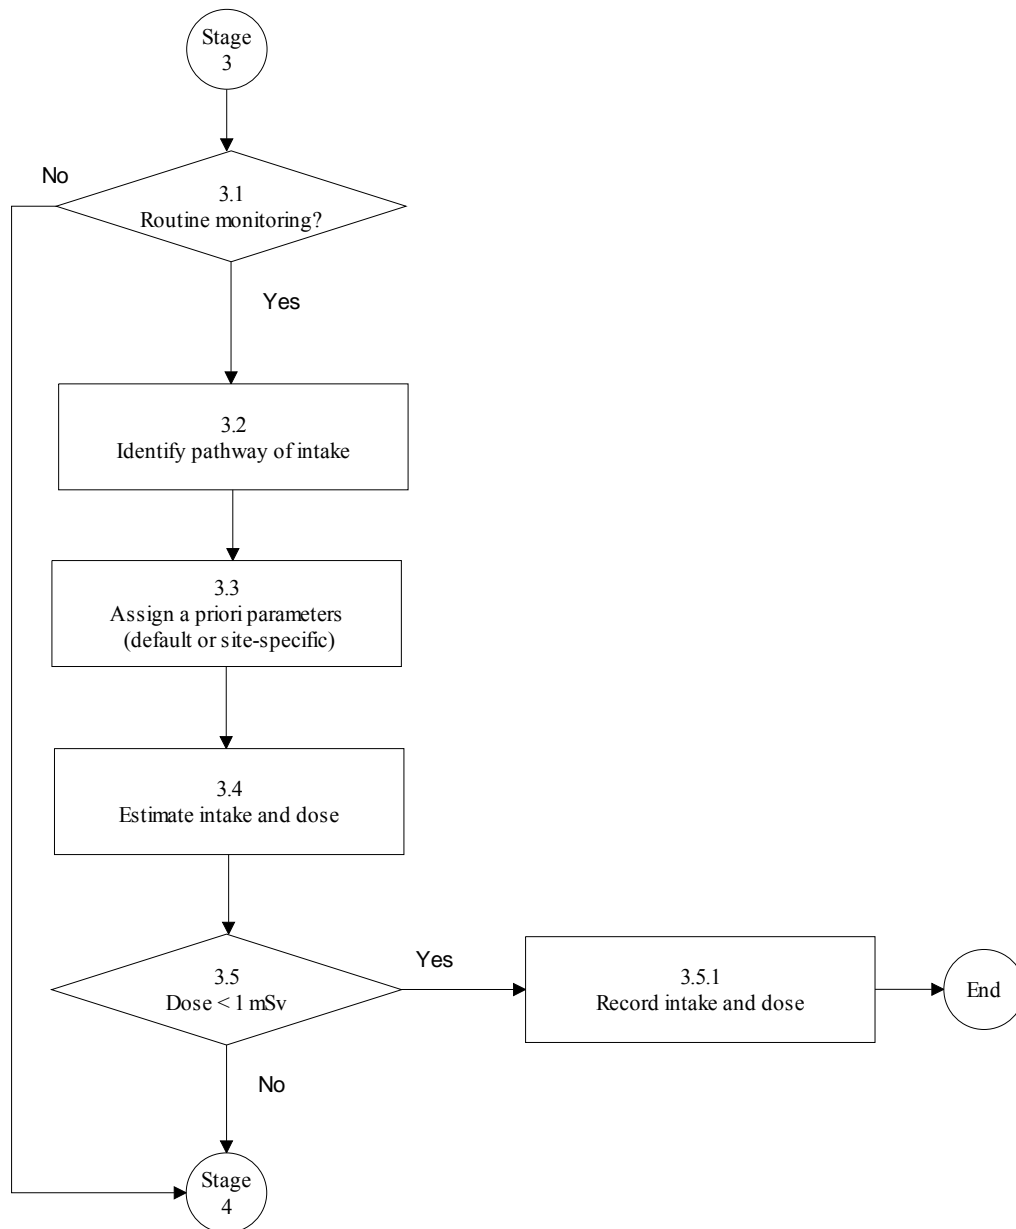 Stage
3
No
3.1
Routine monitoring?
Yes
3.2
Identify pathway of intake
3.3
Assign a priori parameters
(default or site-specific)
3.4
Estimate intake and dose
3.5
Dose < 1 mSv
Yes
3.5.1
Record intake and dose
End
No
Stage
4